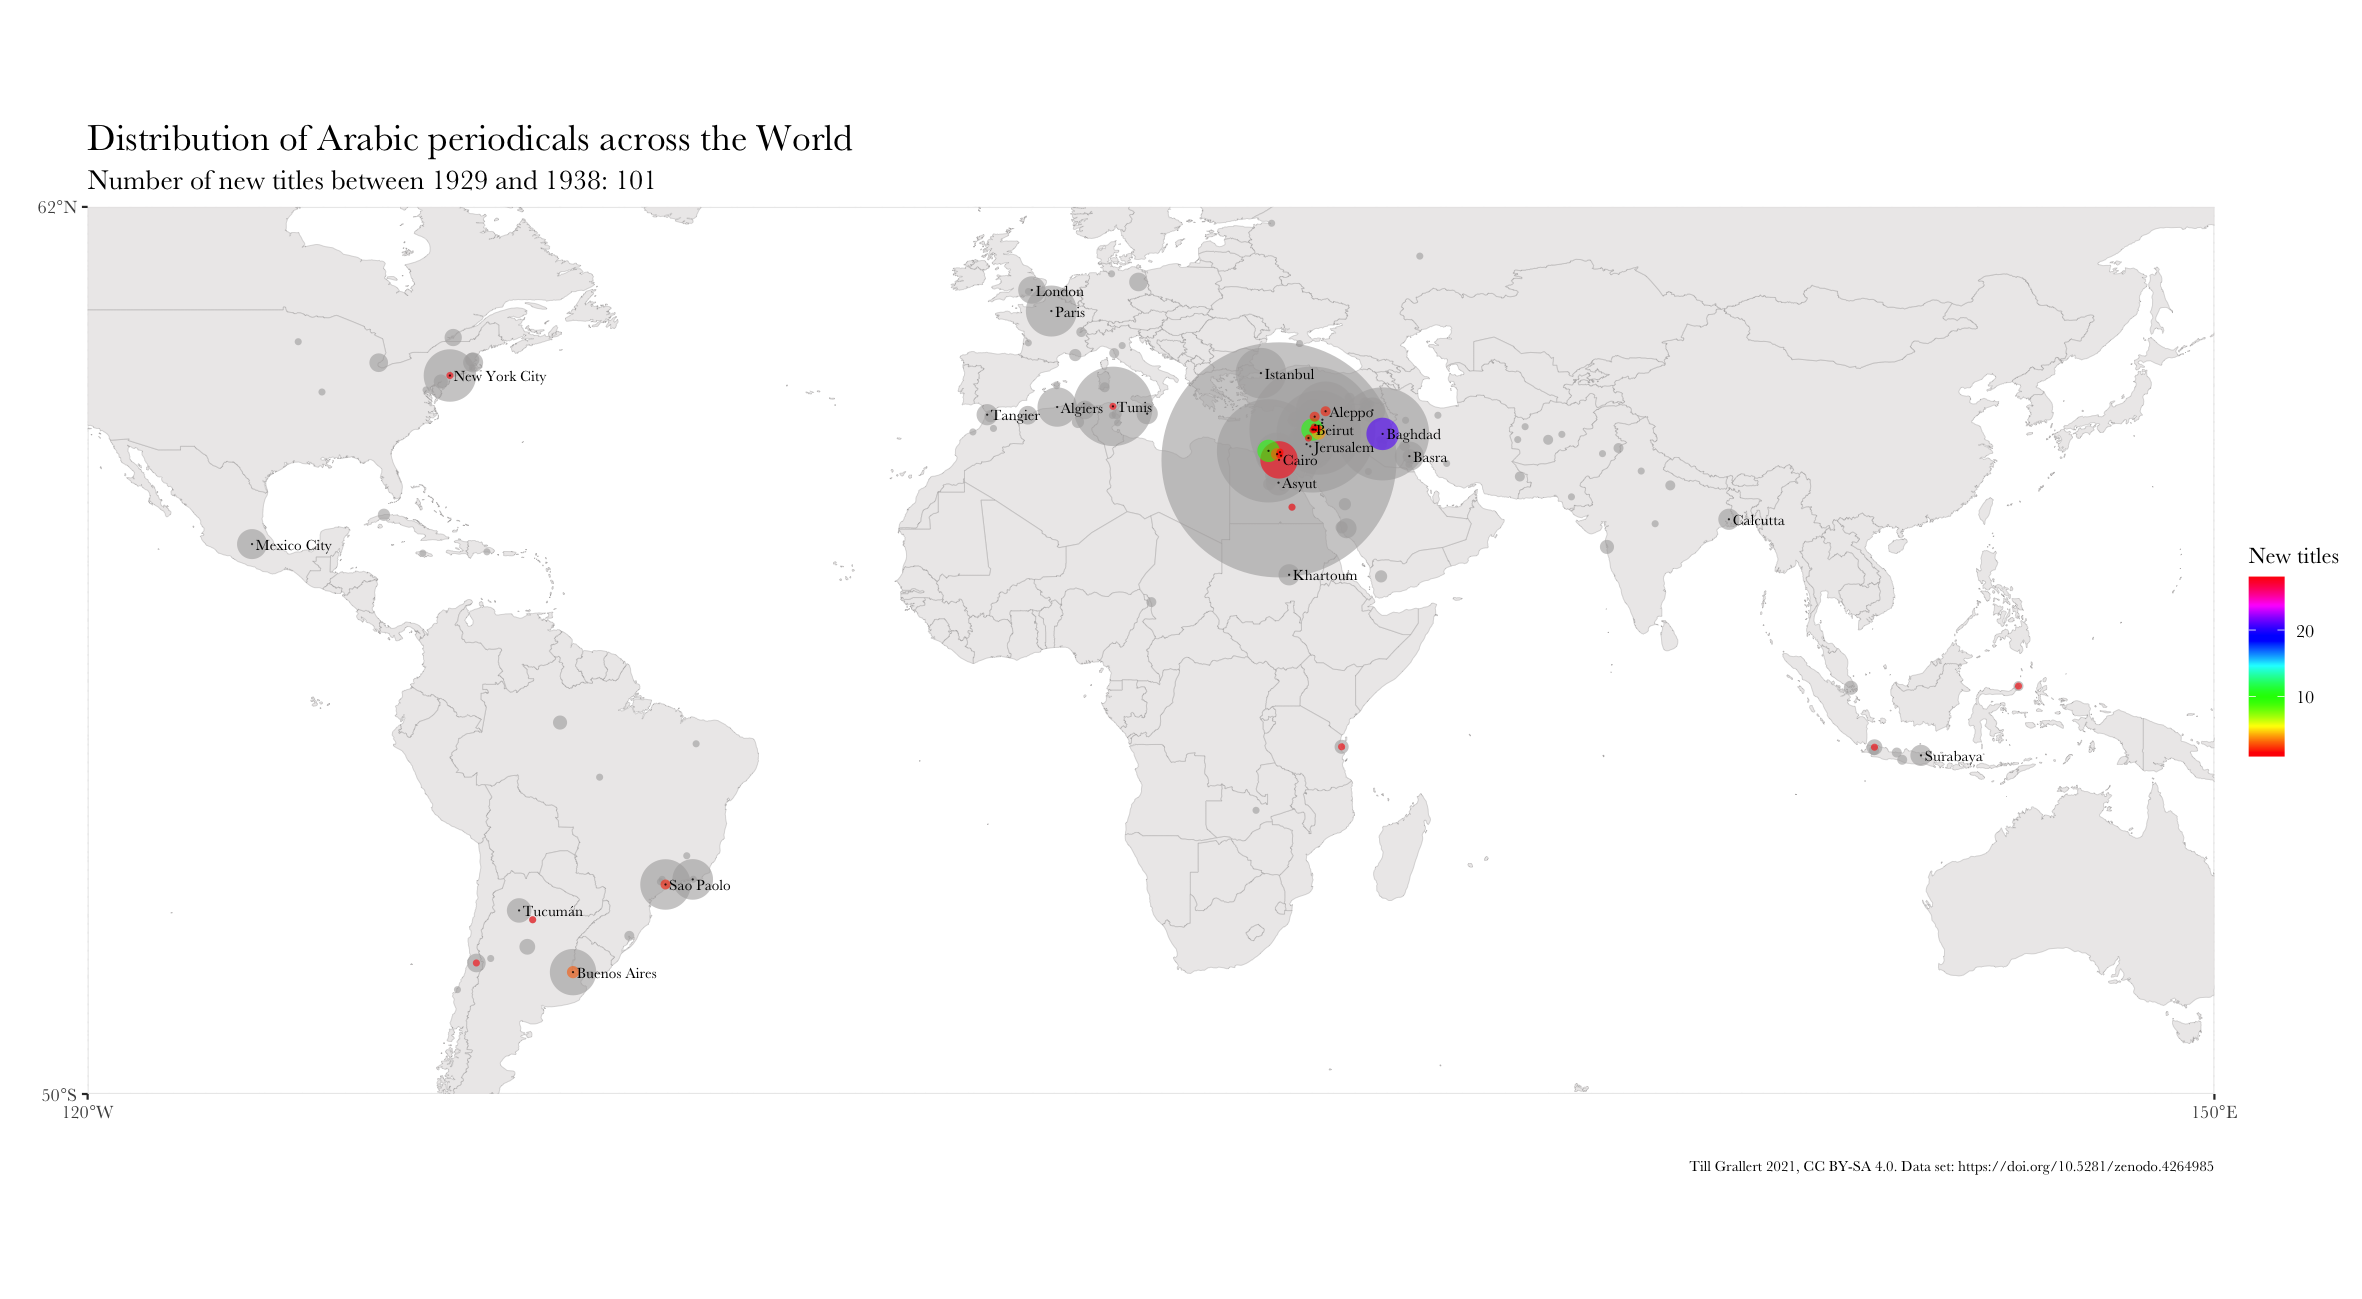 Distribution of Arabic periodicals across the World
Number of new titles between 1929 and 1938: 101
62°N
London
Paris
Istanbul
New York City
Tangier
Algiers
Tunis
Aleppo
Beirut
Baghdad
Jerusalem
Cairo
Basra
Asyut
Calcutta
Mexico City
Khartoum
New titles
20
10
Surabaya
Sao Paolo
Tucumán
Buenos Aires
50°S
120°W
150°E
Till Grallert 2021, CC BY-SA 4.0. Data set: https://doi.org/10.5281/zenodo.4264985